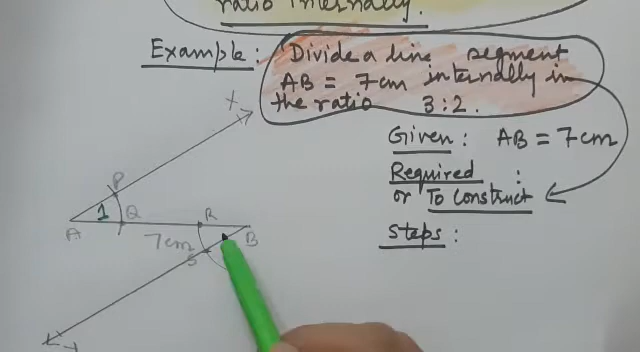 ratio internally.
Example: Divide a line segment
AB = 7cm internally in
the ratio 3:2.
Given: AB = 7cm
Required :
or To Construct
Steps:
X
P
1
Q
R
A
7cm
B
S